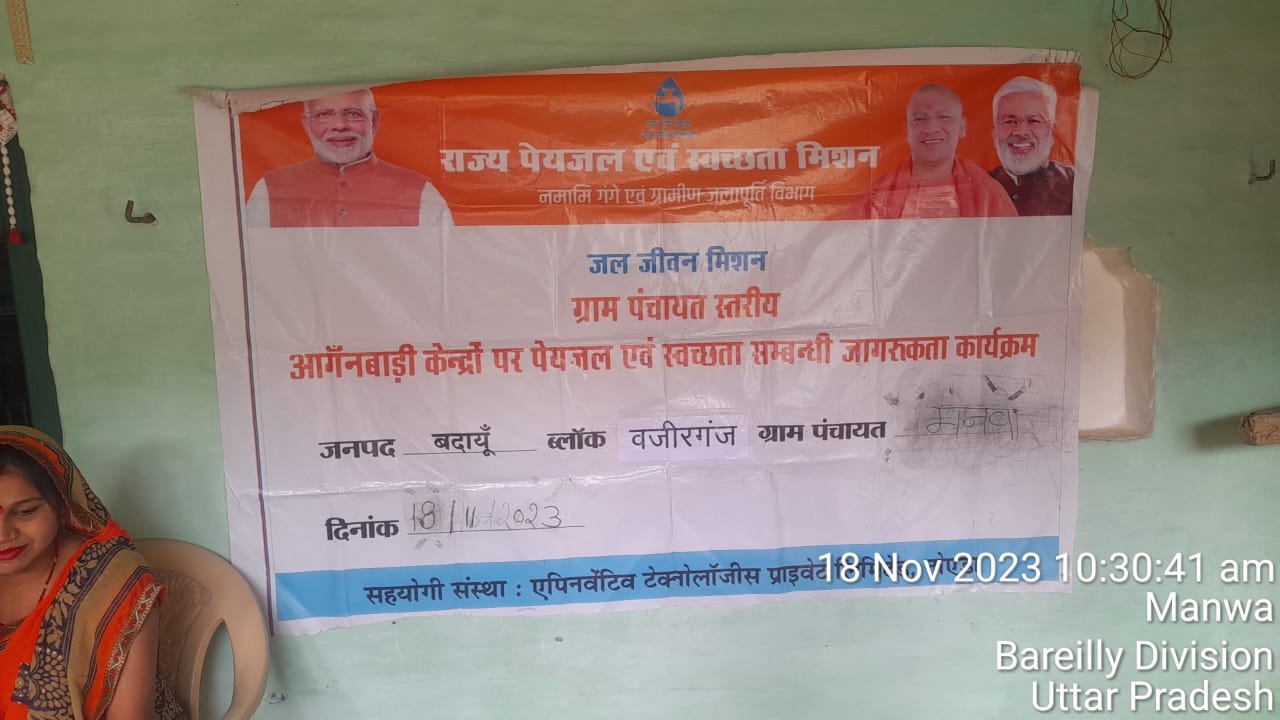 राज्य पेयजल एवं स्वच्छता मिशन
नमामि गंगे एवं ग्रामीण जलापूर्ति विभाग
जल जीवन मिशन
ग्राम पंचायत स्तरीय
आगँनबाड़ी केन्द्रों पर पेयजल एवं स्वच्छता सम्बन्धी जागरुकता कार्यक्रम
जनपद बदायूँ ब्लॉक वजीरगंज ग्राम पंचायत मनवां
दिनांक 18/11/2023
सहयोगी संस्था : एपिनवेंटिव टेक्नोलॉजीस प्राइवेट
18 Nov 2023 10:30:41 am
Manwa
Bareilly Division
Uttar Pradesh